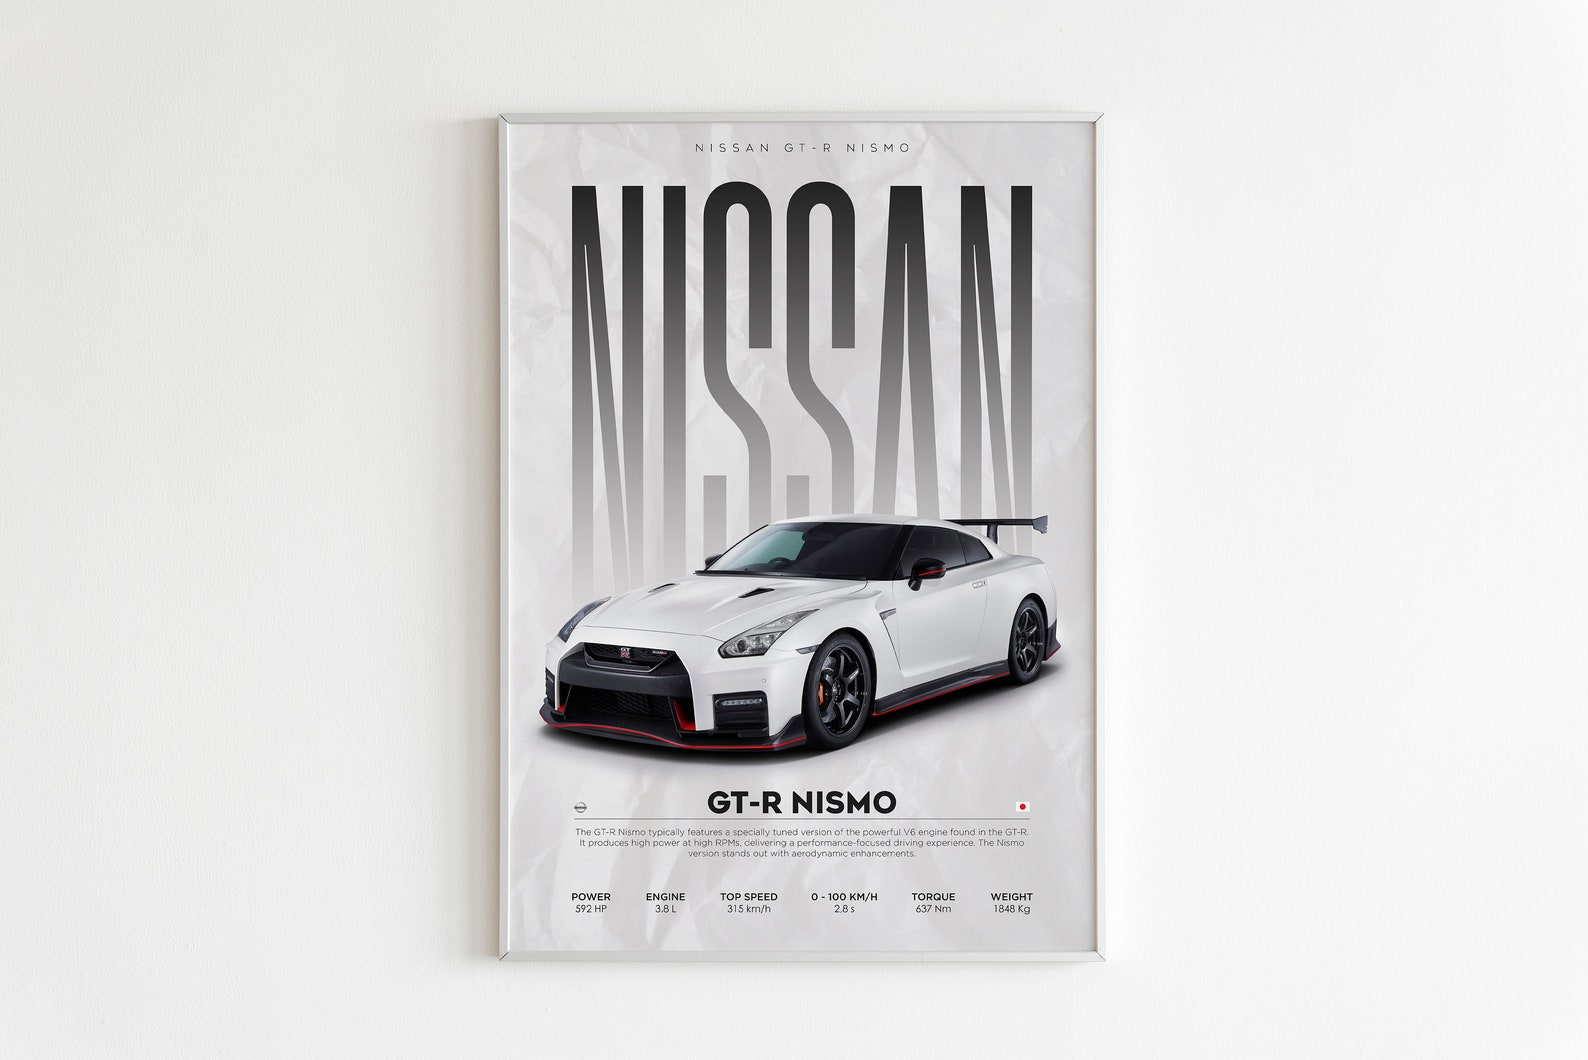 NISSAN GT-R NISMO
NISSAN
GT
R
GT-R NISMO
The GT-R Nismo typically features a specially tuned version of the powerful V6 engine found in the GT-R.
It produces high power at high RPMs, delivering a performance-focused driving experience. The Nismo
version stands out with aerodynamic enhancements.
POWER ENGINE TOP SPEED 0 - 100 KM/H TORQUE WEIGHT
592 HP 3.8 L 315 km/h 2,8 s 637 Nm 1848 Kg